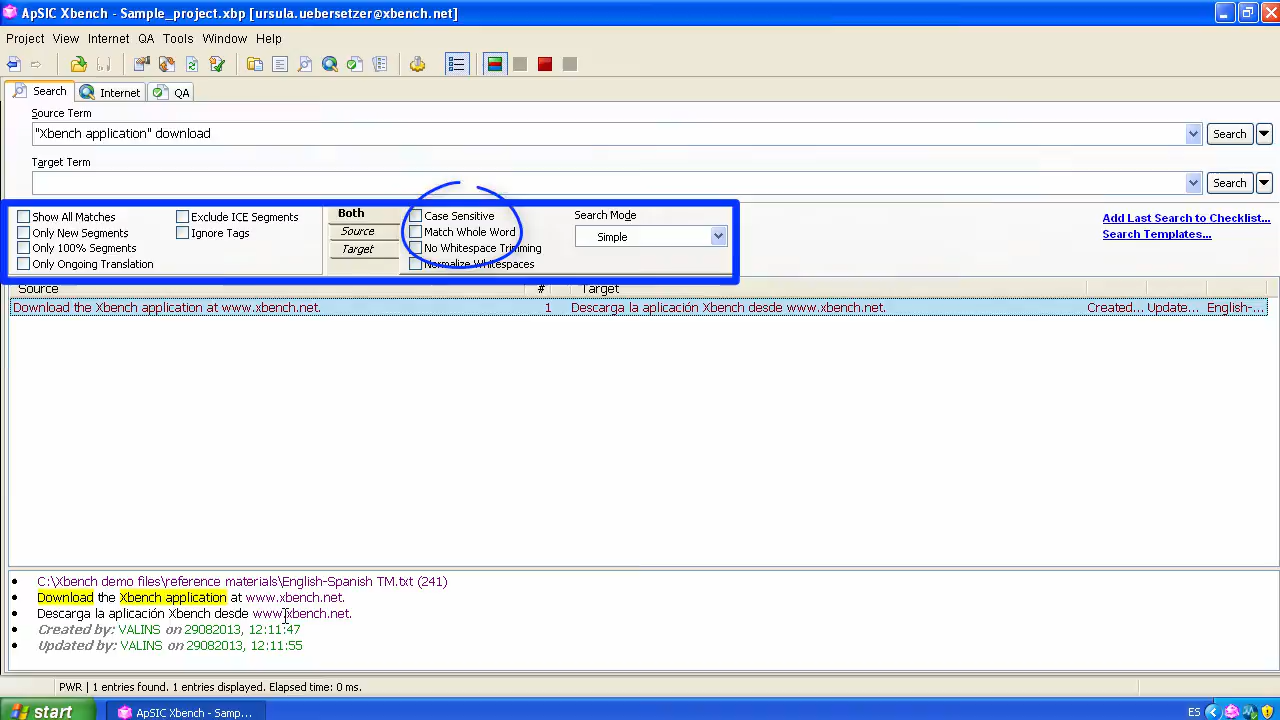 ApSIC Xbench - Sample_project.xbp [ursula.uebersetzer@xbench.net]
Project View Internet QA Tools Window Help
Search Internet QA
Source Term
"Xbench application" download Search
Target Term
Search
Show All Matches Exclude ICE Segments Both Case Sensitive Search Mode
Only New Segments Ignore Tags Source Match Whole Word Simple Add Last Search to Checklist...
Only 100% Segments Target No Whitespace Trimming Search Templates...
Only Ongoing Translation Normalize Whitespaces
Source # Target
Download the Xbench application at www.xbench.net. 1 Descarga la aplicación Xbench desde www.xbench.net. Created... Update... English-...
C:\Xbench demo files\reference materials\English-Spanish TM.txt (241)
Download the Xbench application at www.xbench.net.
Descarga la aplicación Xbench desde www.xbench.net.
Created by: VALINS on 29082013, 12:11:47
Updated by: VALINS on 29082013, 12:11:55
PWR | 1 entries found. 1 entries displayed. Elapsed time: 0 ms.
start ApSIC Xbench - Samp... ES